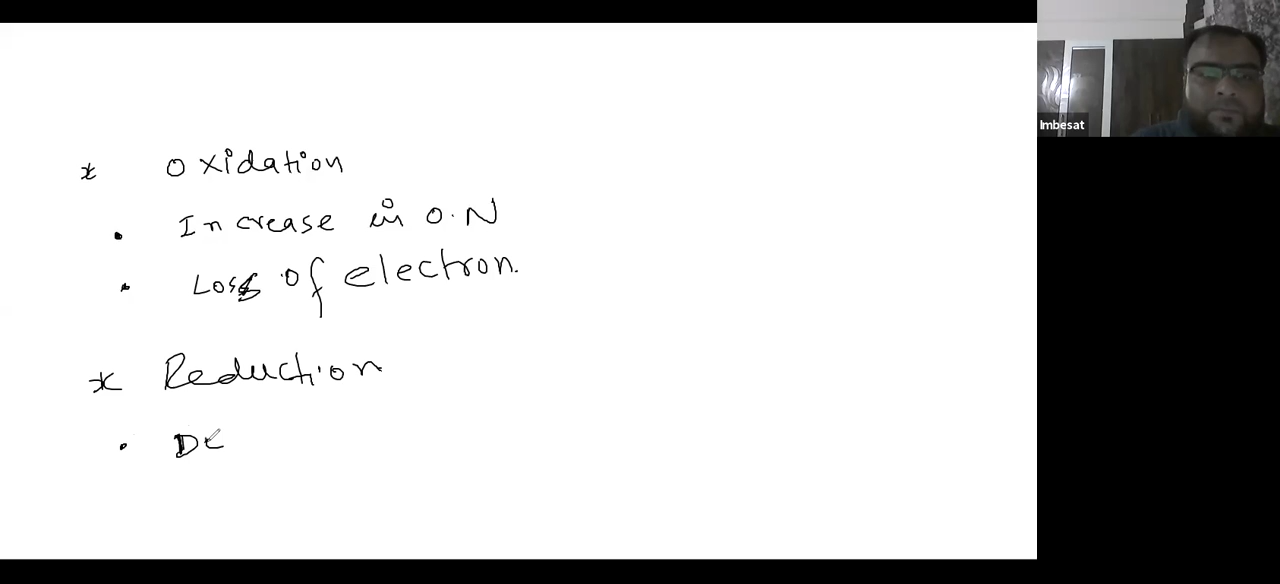 * Oxidation
• Increase in O.N
• Loss of electron.
* Reduction
• De
Imbesat